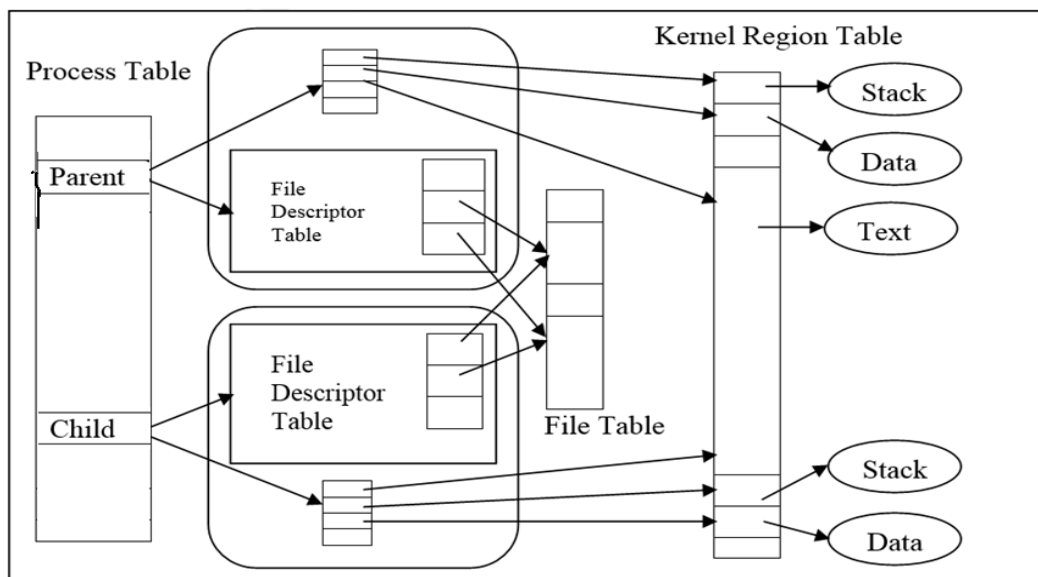 Process Table
Kernel Region Table
Parent
File
Descriptor
Table
Stack
Data
Text
Child
File
Descriptor
Table
File Table
Stack
Data